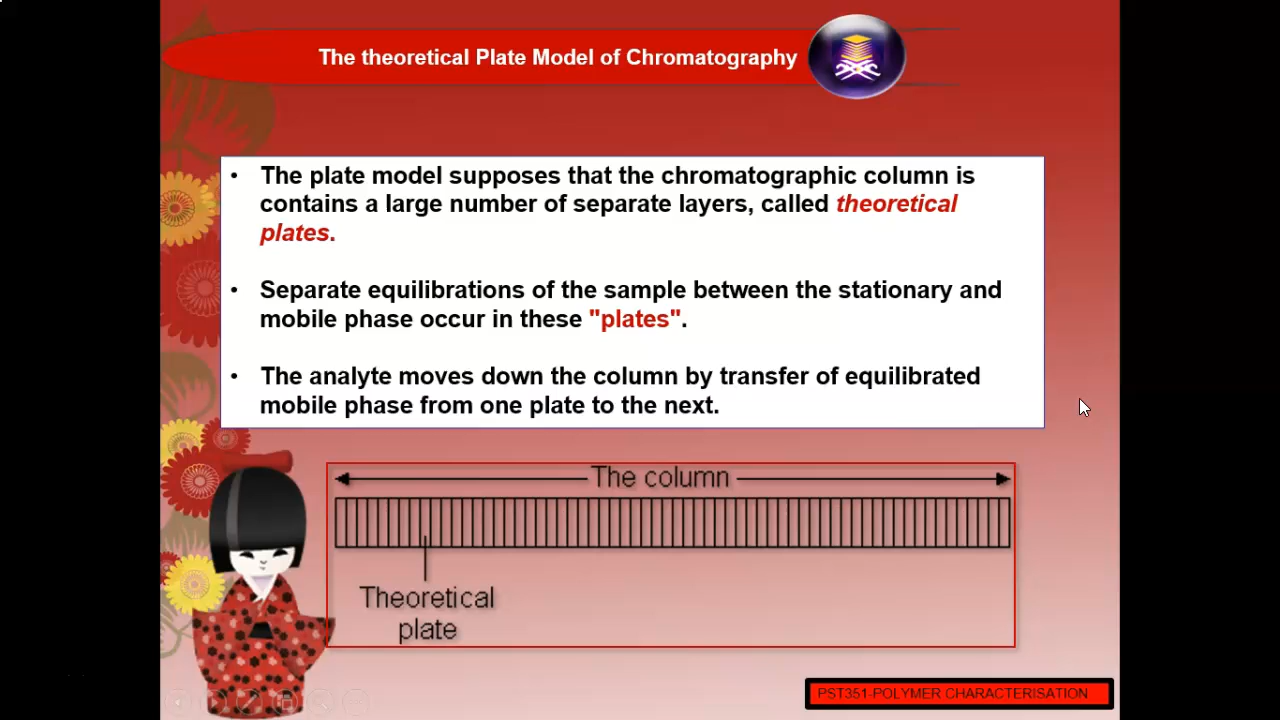 The theoretical Plate Model of Chromatography
• The plate model supposes that the chromatographic column is
contains a large number of separate layers, called theoretical
plates.
• Separate equilibrations of the sample between the stationary and
mobile phase occur in these "plates".
• The analyte moves down the column by transfer of equilibrated
mobile phase from one plate to the next.
The column
Theoretical
plate
PST351-POLYMER CHARACTERISATION